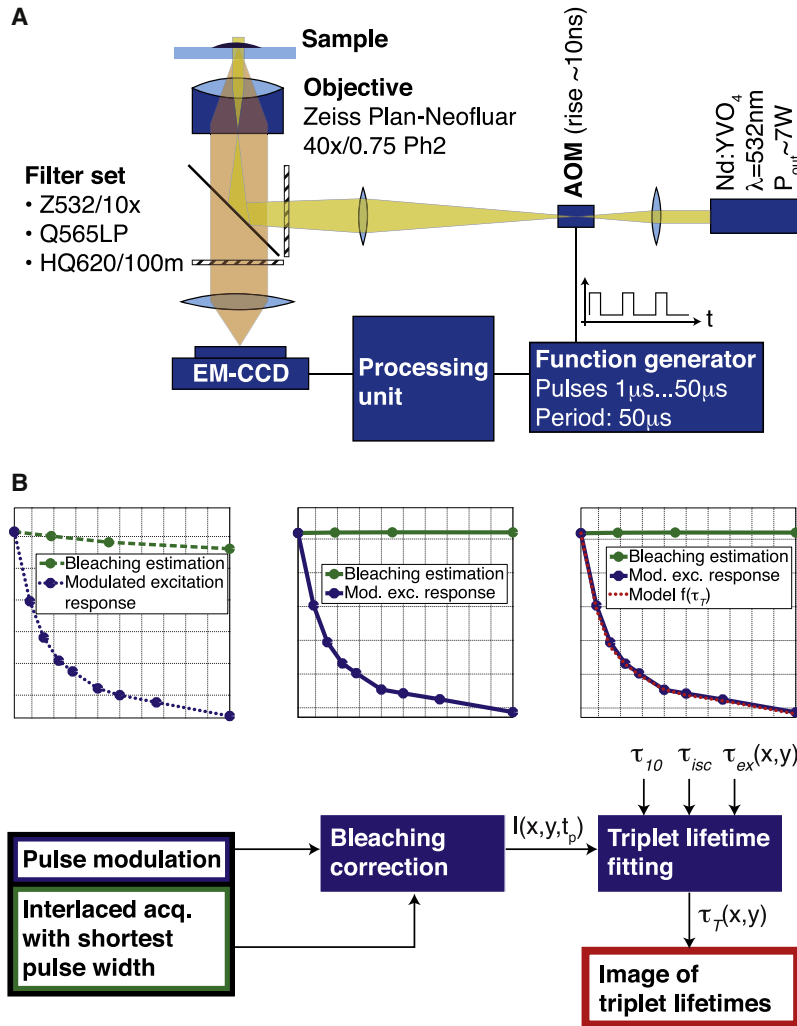 A
Sample
Objective
Zeiss Plan-Neofluar
40x/0.75 Ph2
Filter set
• Z532/10x
• Q565LP
• HQ620/100m
AOM (rise ~10ns)
Nd:YVO4
λ=532nm
Pout~7W
t
EM-CCD
Processing
unit
Function generator
Pulses 1μs...50μs
Period: 50μs
B
Bleaching estimation
Modulated excitation
response
Bleaching estimation
Mod. exc. response
Bleaching estimation
Mod. exc. response
Model f(τT)
τ10
τisc
τex(x,y)
Pulse modulation
Interlaced acq.
with shortest
pulse width
Bleaching
correction
I(x,y,tp)
Triplet lifetime
fitting
τT(x,y)
Image of
triplet lifetimes